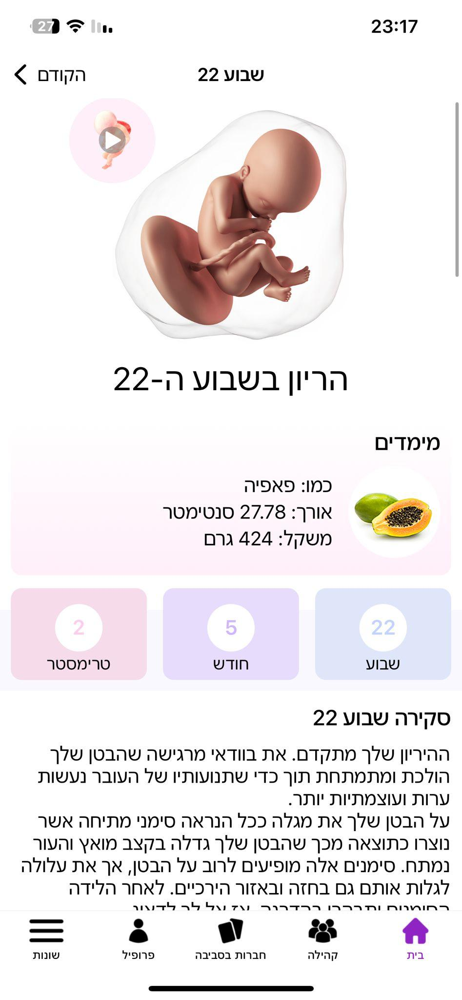 23:17
27
שבוע 22
הקודם
הריון בשבוע ה-22
מימדים
כמו: פאפיה
אורך: 27.78 סנטימטר
משקל: 424 גרם
22
שבוע
5
חודש
2
טרימסטר
סקירה שבוע 22
ההיריון שלך מתקדם. את בוודאי מרגישה שהבטן שלך
הולכת ומתמתחת תוך כדי שתנועותיו של העובר נעשות
ערות ועוצמתיות יותר.
על הבטן שלך את מגלה ככל הנראה סימני מתיחה אשר
נוצרו כתוצאה מכך שהבטן שלך גדלה בקצב מואץ והעור
נמתח. סימנים אלה מופיעים לרוב על הבטן, אך את עלולה
לגלות אותם גם בחזה ובאזור הירכיים. לאחר הלידה
בית
קהילה
חברות בסביבה
פרופיל
שונות